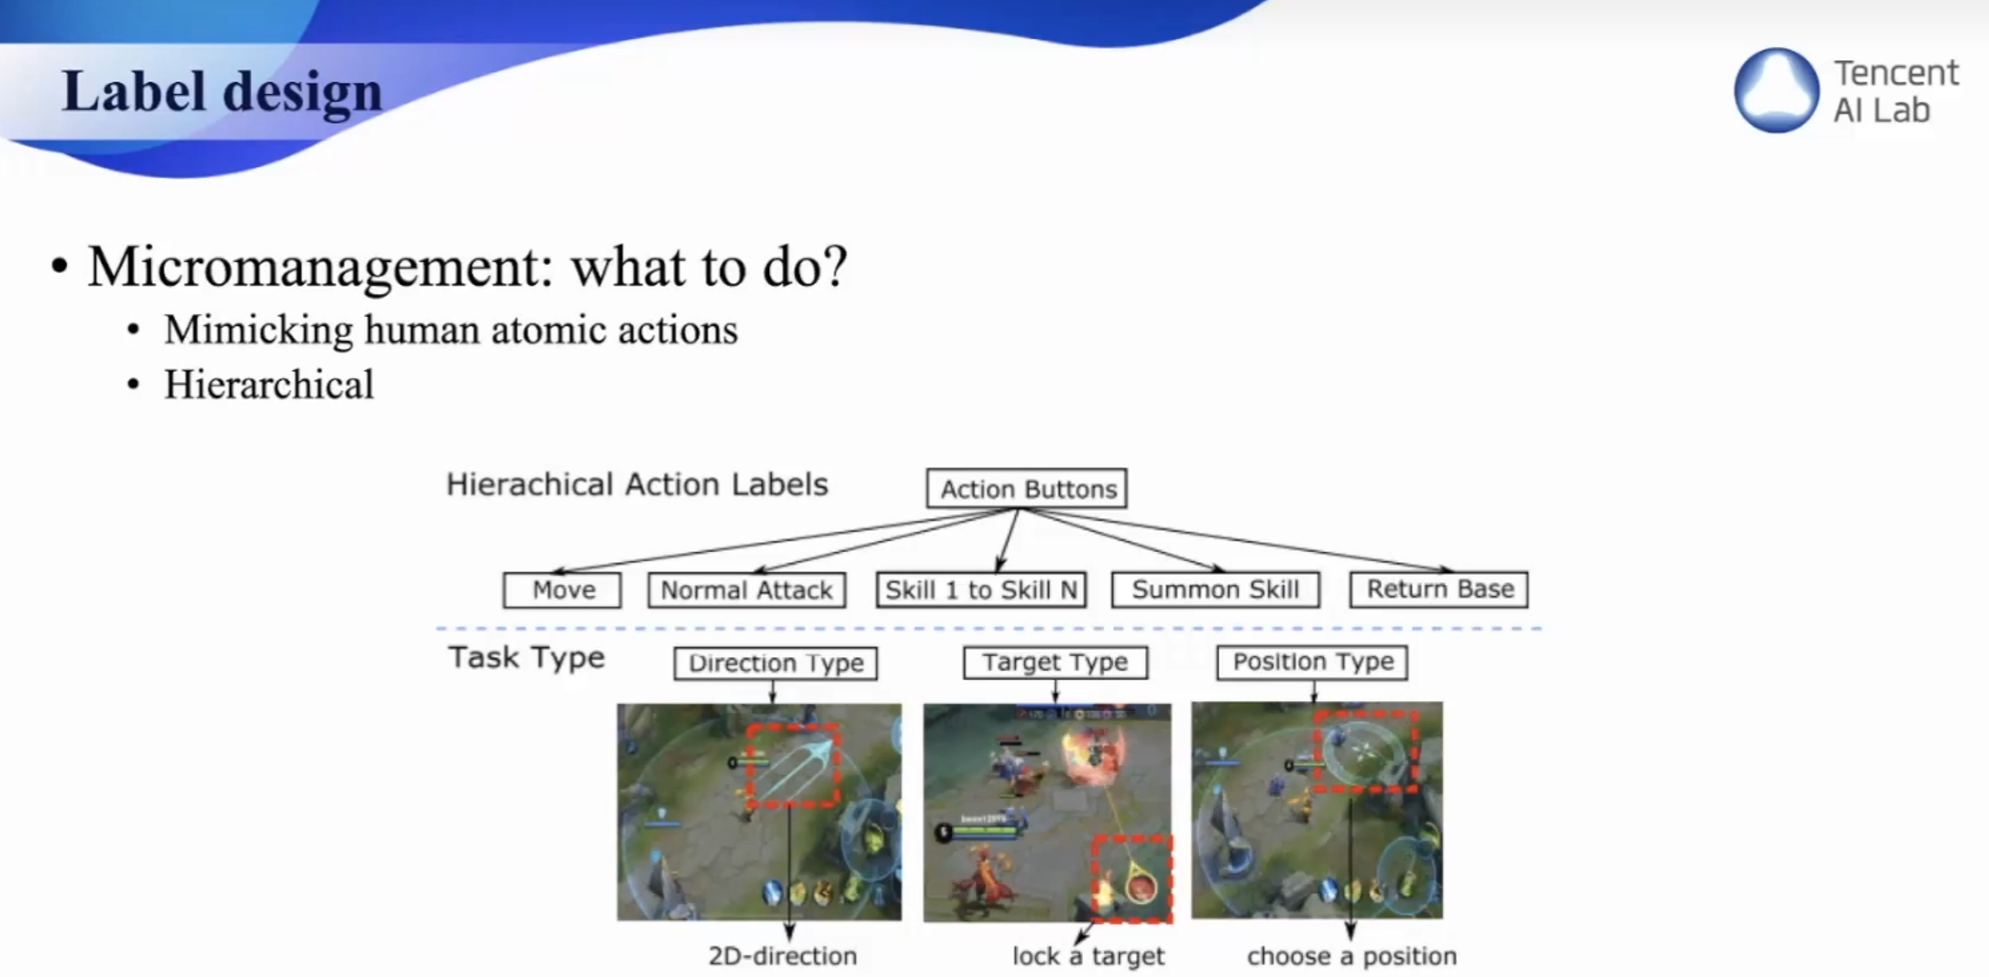 Label design
Tencent
AI Lab
• Micromanagement: what to do?
• Mimicking human atomic actions
• Hierarchical
Hierachical Action Labels
Action Buttons
Move
Normal Attack
Skill 1 to Skill N
Summon Skill
Return Base
Task Type
Direction Type
Target Type
Position Type
2D-direction
lock a target
choose a position